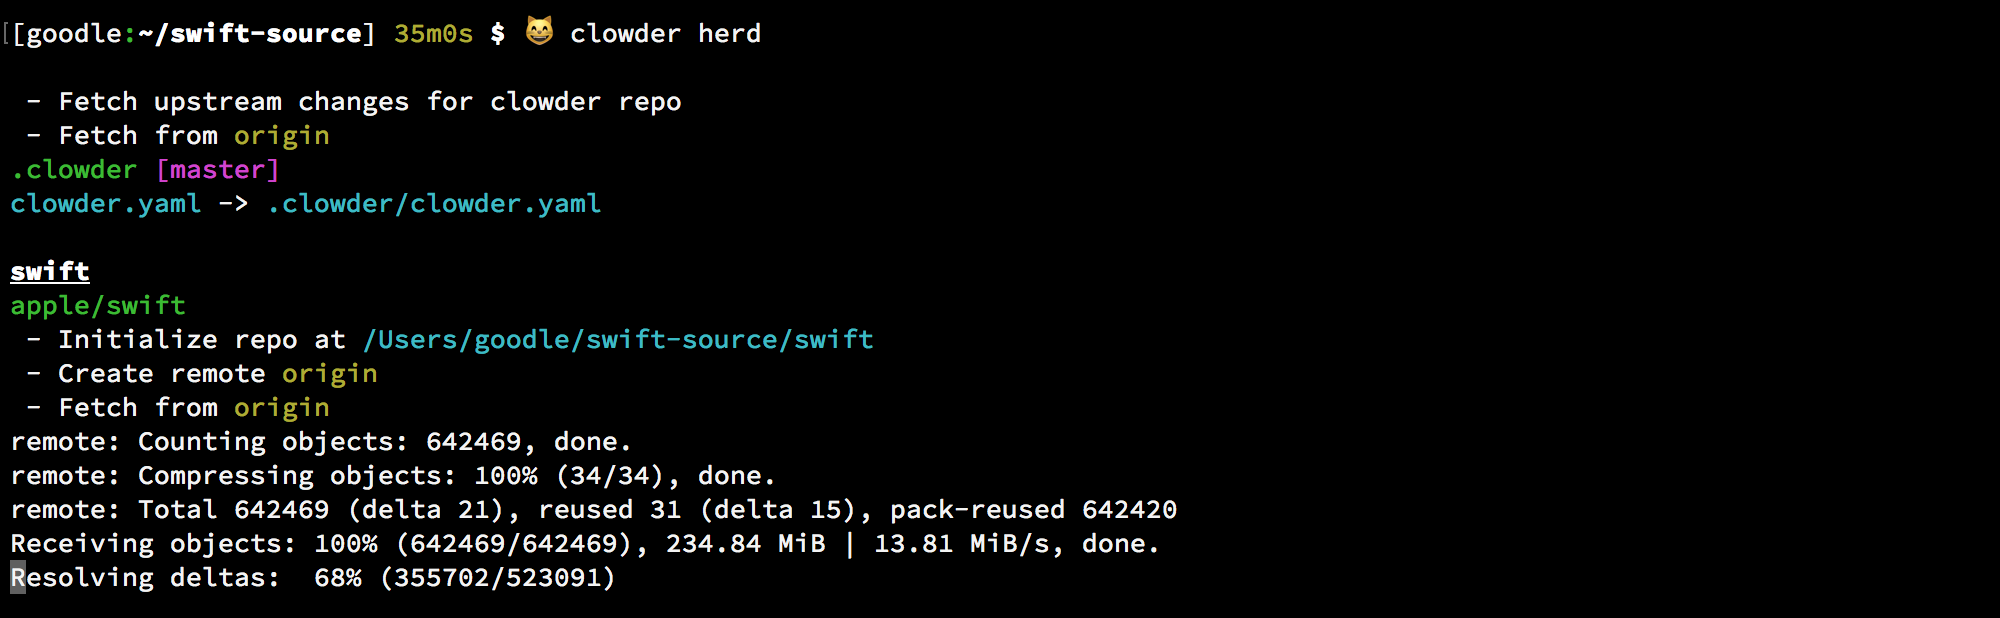 [[goodle:~/swift-source] 35m0s $ 😸 clowder herd
 - Fetch upstream changes for clowder repo
 - Fetch from origin
.clowder [master]
clowder.yaml -> .clowder/clowder.yaml
swift
apple/swift
 - Initialize repo at /Users/goodle/swift-source/swift
 - Create remote origin
 - Fetch from origin
remote: Counting objects: 642469, done.
remote: Compressing objects: 100% (34/34), done.
remote: Total 642469 (delta 21), reused 31 (delta 15), pack-reused 642420
Receiving objects: 100% (642469/642469), 234.84 MiB | 13.81 MiB/s, done.
Resolving deltas:  68% (355702/523091)